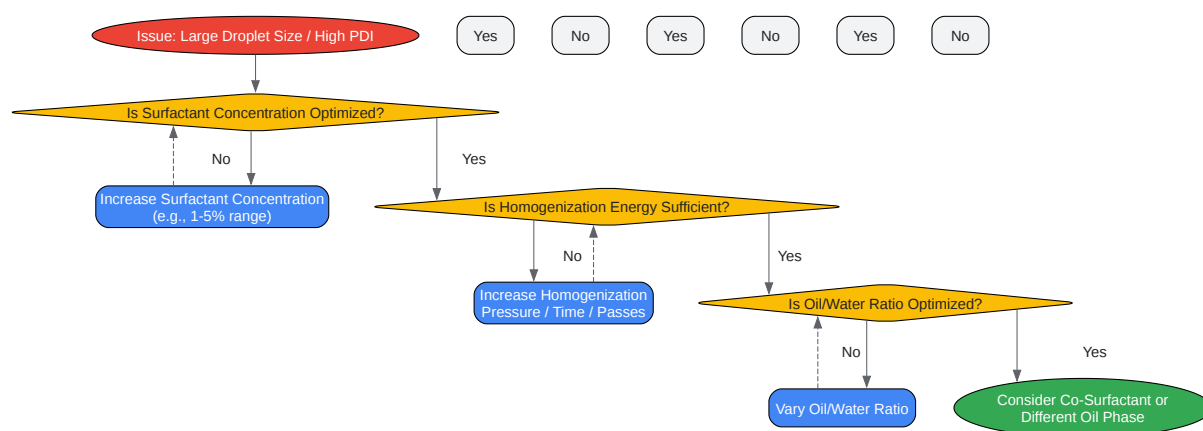 Issue: Large Droplet Size / High PDI
Yes
No
Yes
No
Yes
No
Is Surfactant Concentration Optimized?
No
Yes
Increase Surfactant Concentration
(e.g., 1-5% range)
Is Homogenization Energy Sufficient?
No
Yes
Increase Homogenization
Pressure / Time / Passes
Is Oil/Water Ratio Optimized?
No
Yes
Vary Oil/Water Ratio
Consider Co-Surfactant or
Different Oil Phase